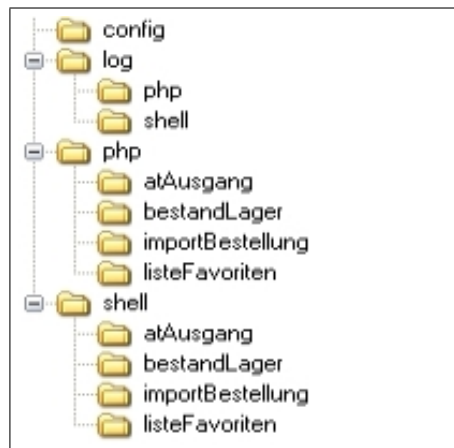 config
log
php
shell
php
atAusgang
bestandLager
importBestellung
listeFavoriten
shell
atAusgang
bestandLager
importBestellung
listeFavoriten